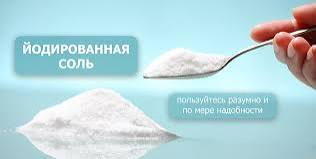 ЙОДИРОВАННАЯ
СОЛЬ
пользуйтесь разумно и
по мере надобности